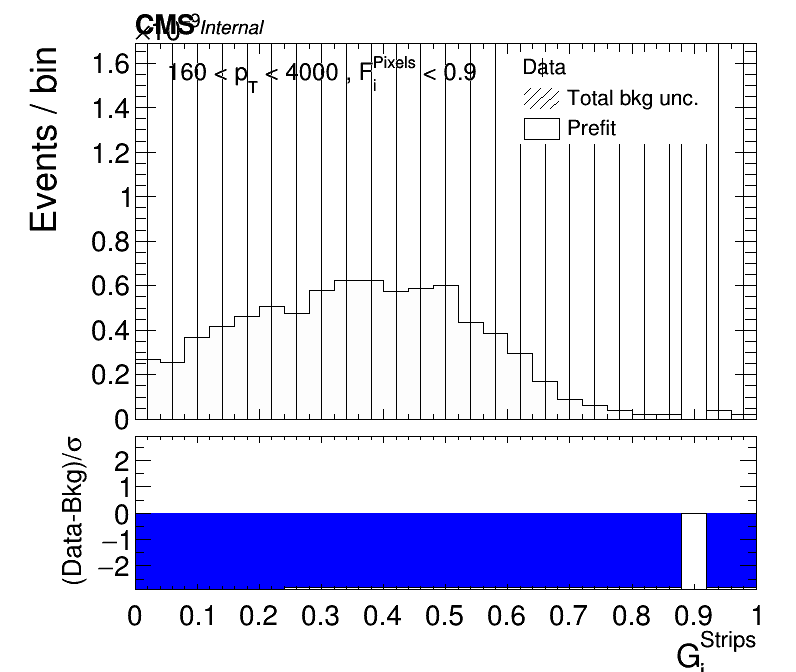 CMS Internal
×10⁻⁹
160 < p_T < 4000 , F_i^Pixels < 0.9
Data
Total bkg unc.
Prefit
Events / bin
1.6
1.4
1.2
1
0.8
0.6
0.4
0.2
0
(Data-Bkg)/σ
2
1
0
−1
−2
0 0.1 0.2 0.3 0.4 0.5 0.6 0.7 0.8 0.9 1
G_i^Strips